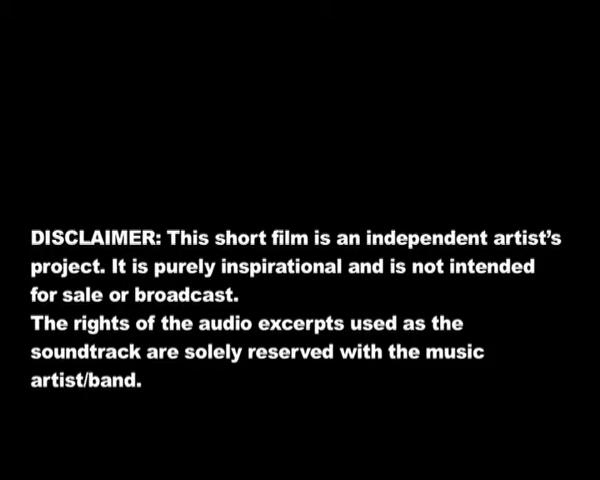 DISCLAIMER: This short film is an independent artist’s
project. It is purely inspirational and is not intended
for sale or broadcast.
The rights of the audio excerpts used as the
soundtrack are solely reserved with the music
artist/band.